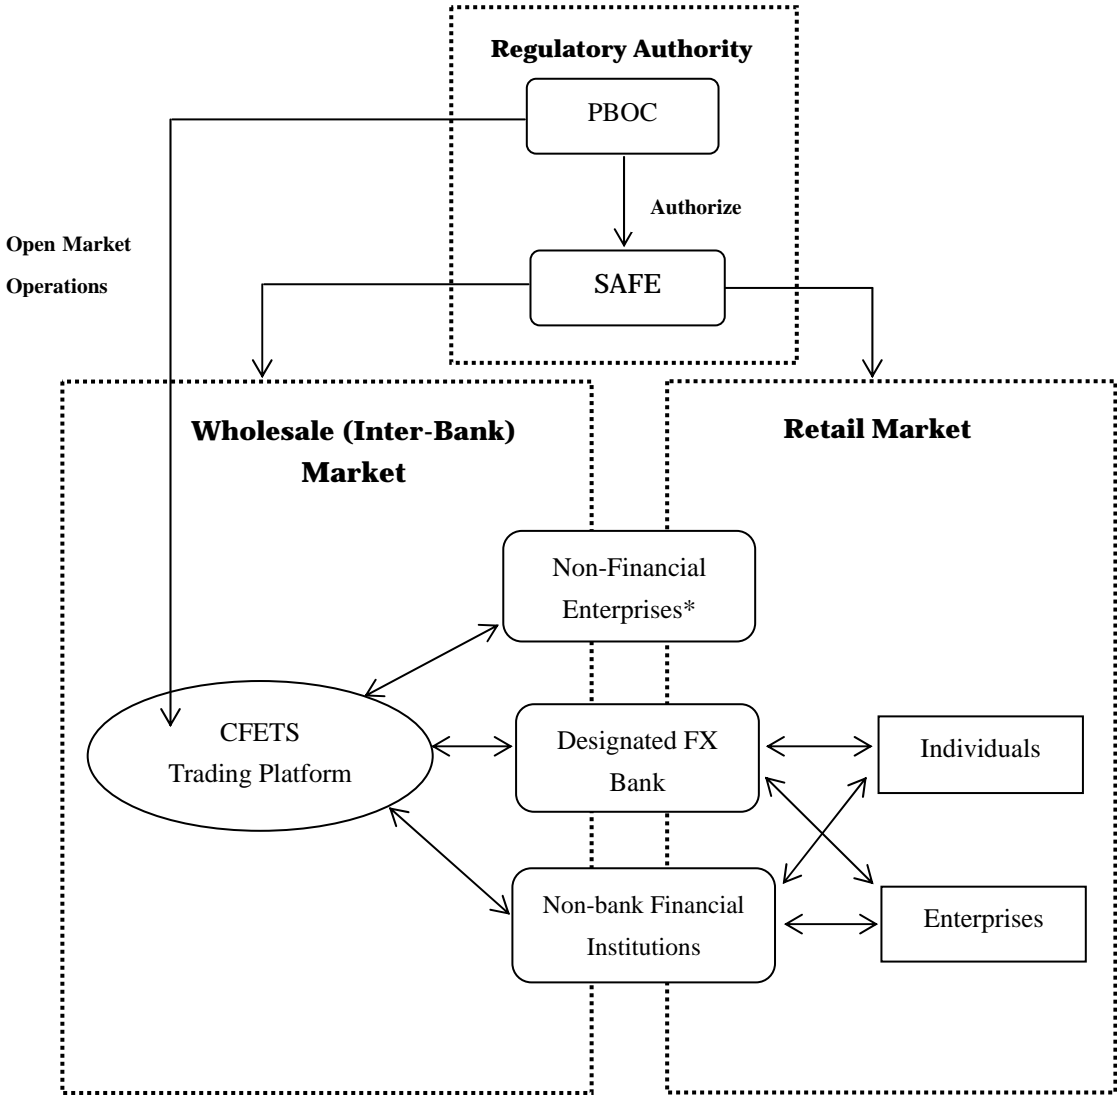 Regulatory Authority
PBOC
Authorize
Open Market
Operations
SAFE
Wholesale (Inter-Bank)
Market
Retail Market
Non-Financial
Enterprises*
CFETS
Trading Platform
Designated FX
Bank
Individuals
Non-bank Financial
Institutions
Enterprises